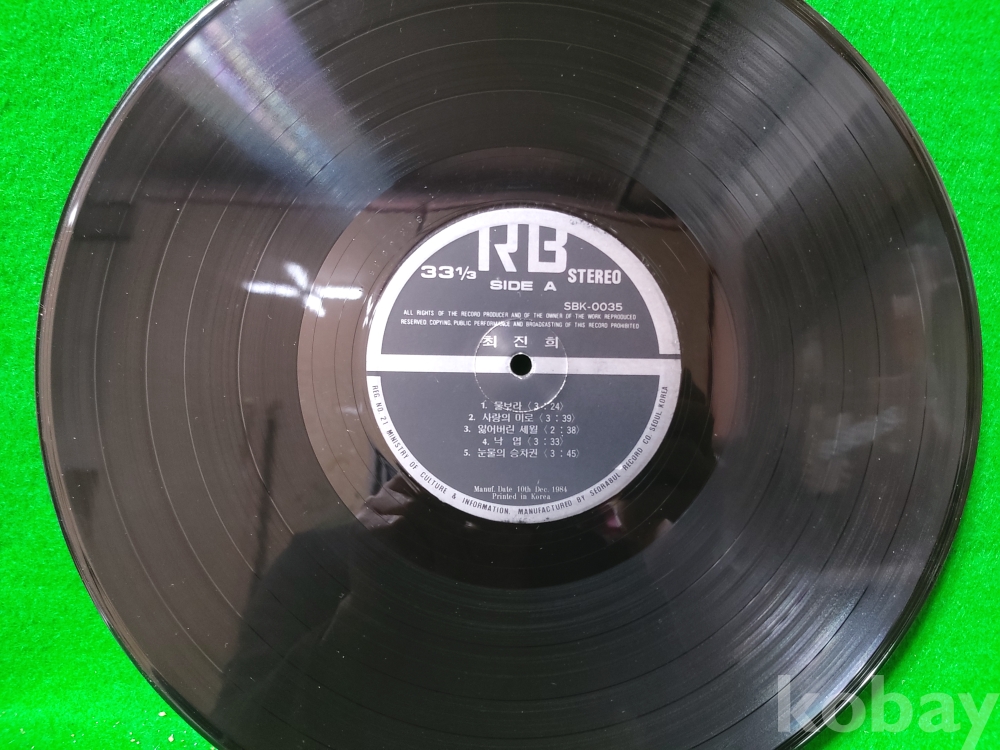 RB
33 1/3
STEREO
SIDE A
SBK-0035
ALL RIGHTS OF THE RECORD PRODUCER AND OF THE OWNER OF THE WORK REPRODUCED
RESERVED. COPYING, PUBLIC PERFORMANCE AND BROADCASTING OF THIS RECORD PROHIBITED
최 진 희
1. 물보라 〈3 : 24〉
2. 사랑의 미로 〈3 : 39〉
3. 잃어버린 세월 〈2 : 38〉
4. 낙 엽 〈3 : 33〉
5. 눈물의 승차권 〈3 : 45〉
Manuf. Date 10th Dec. 1984
Printed in Korea
REG. NO. 21 MINISTRY OF CULTURE & INFORMATION. MANUFACTURED BY SEORABUL RECORD CO. SEOUL KOREA
kobay